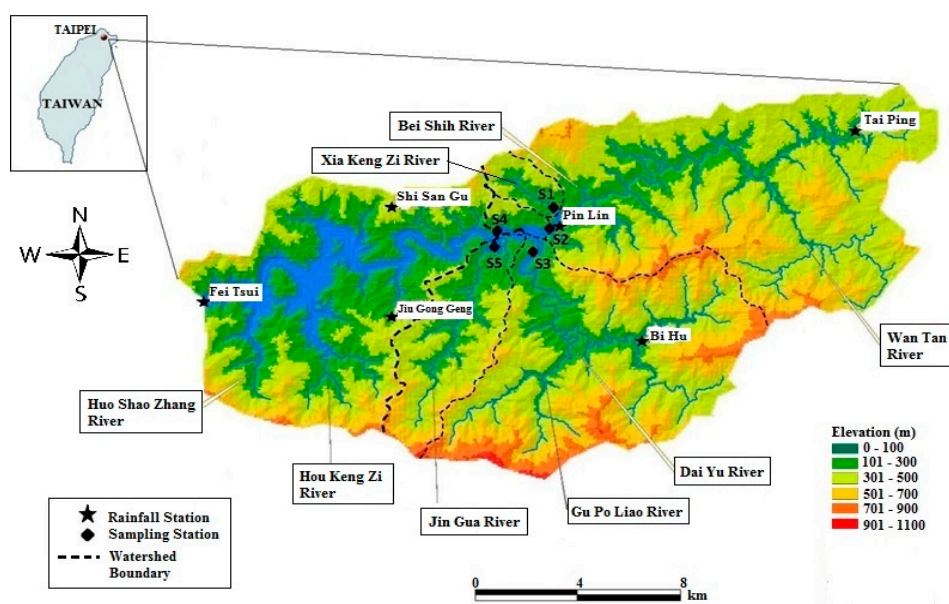 TAIPEI
TAIWAN
Bei Shih River
Xia Keng Zi River
Tai Ping
Shi San Gu
S1
Pin Lin
S4
S2
S5
S3
N
W E
S
Fei Tsui
Jiu Gong Geng
Bi Hu
Wan Tan
River
Huo Shao Zhang
River
Hou Keng Zi
River
Jin Gua River
Gu Po Liao River
Dai Yu River
Elevation (m)
0 - 100
101 - 300
301 - 500
501 - 700
701 - 900
901 - 1100
Rainfall Station
Sampling Station
Watershed
Boundary
0 4 8
km